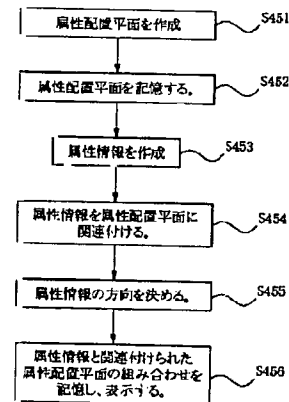 属性配置平面を作成
S451
属性配置平面を記憶する。
S452
属性情報を作成
S453
属性情報を属性配置平面に
関連付ける。
S454
属性情報の方向を決める。
S455
属性情報と関連付けられた
属性配置平面の組み合わせを
記憶し、表示する。
S456